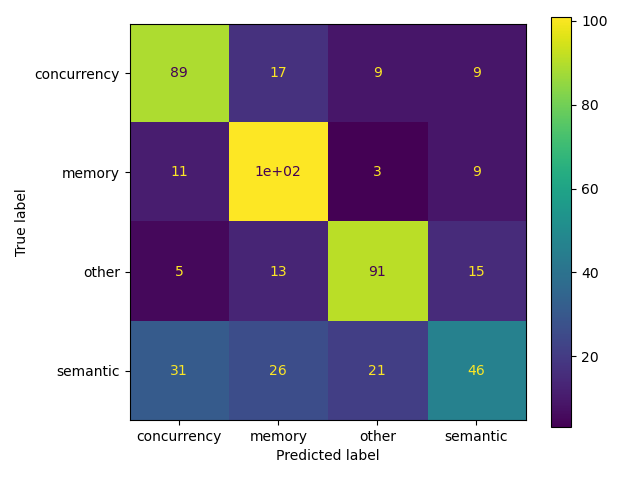 concurrency 89 17 9 9
memory 11 1e+02 3 9
other 5 13 91 15
semantic 31 26 21 46
concurrency memory other semantic
Predicted label
True label
100
80
60
40
20